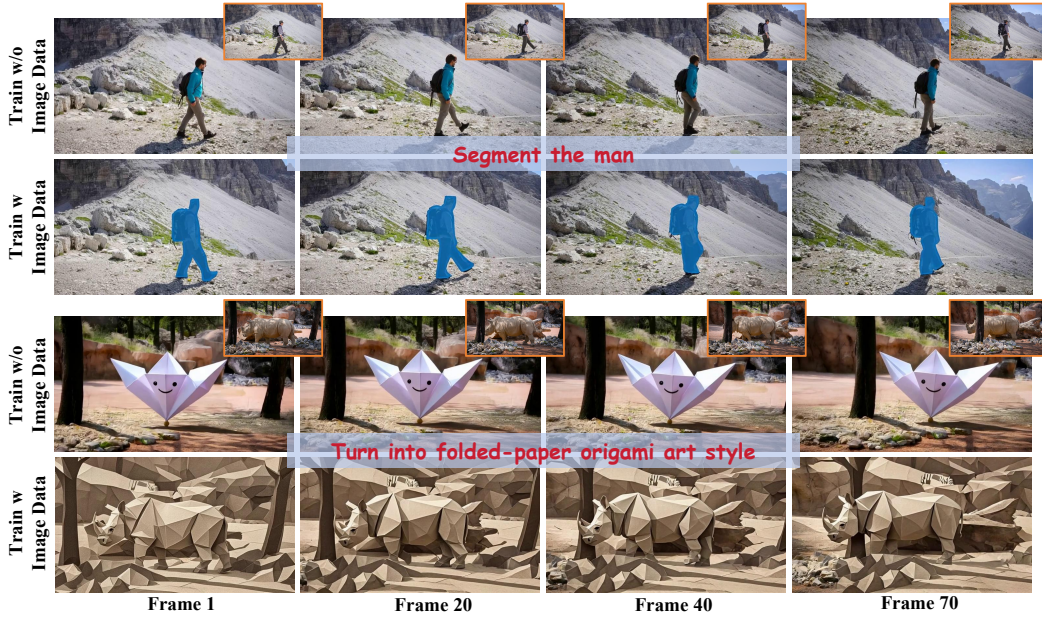 Train w/o
Image Data
Segment the man
Train w
Image Data
Train w/o
Image Data
Turn into folded-paper origami art style
Train w
Image Data
Frame 1
Frame 20
Frame 40
Frame 70